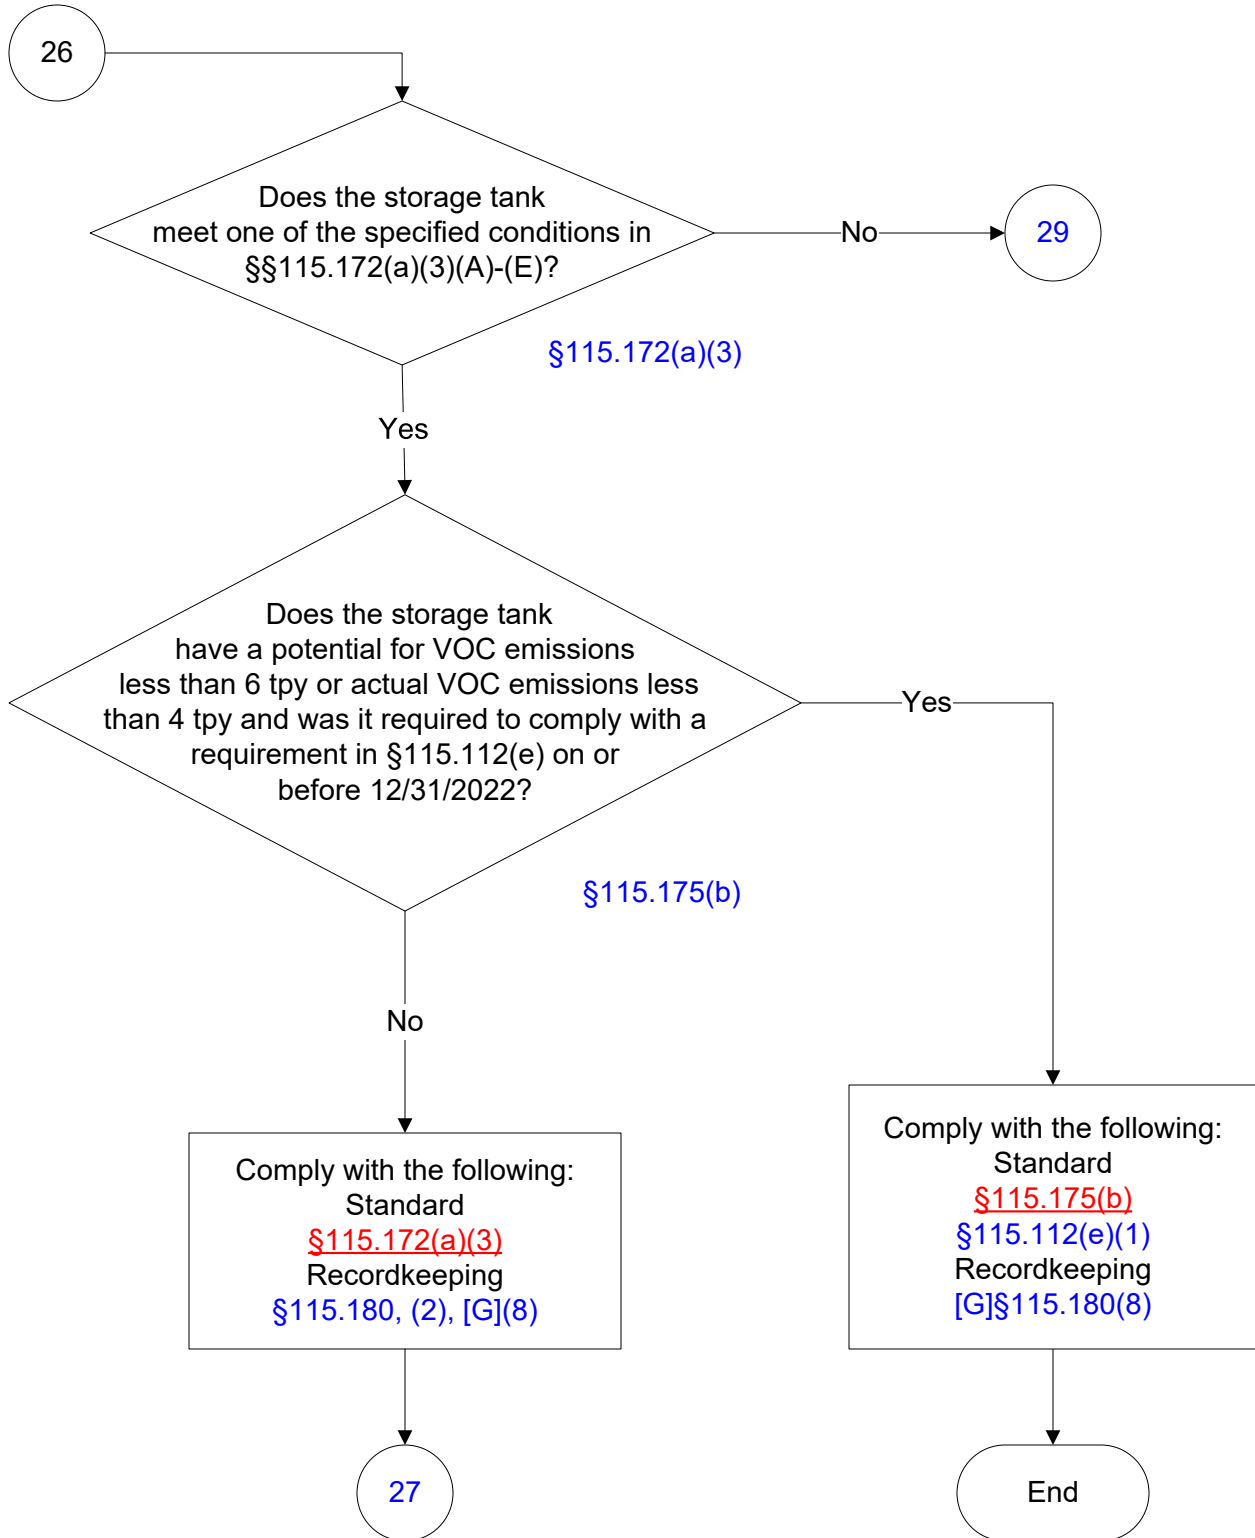 26
Does the storage tank
meet one of the specified conditions in
§§115.172(a)(3)(A)-(E)?
No
29
§115.172(a)(3)
Yes
Does the storage tank
have a potential for VOC emissions
less than 6 tpy or actual VOC emissions less
than 4 tpy and was it required to comply with a
requirement in §115.112(e) on or
before 12/31/2022?
Yes
§115.175(b)
No
Comply with the following:
Standard
§115.172(a)(3)
Recordkeeping
§115.180, (2), [G](8)
Comply with the following:
Standard
§115.175(b)
§115.112(e)(1)
Recordkeeping
[G]§115.180(8)
27
End